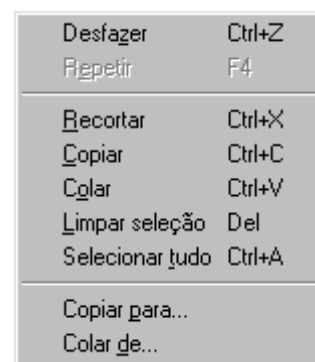 Desfazer Ctrl+Z
Repetir F4
Recortar Ctrl+X
Copiar Ctrl+C
Colar Ctrl+V
Limpar seleção Del
Selecionar tudo Ctrl+A
Copiar para...
Colar de...